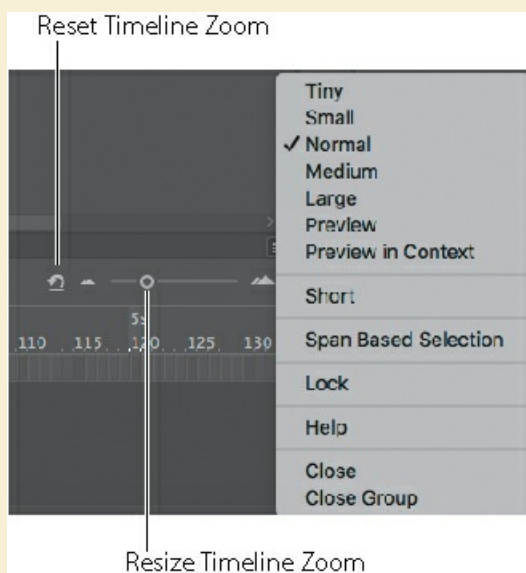 Reset Timeline Zoom
Tiny
Small
✓ Normal
Medium
Large
Preview
Preview in Context
Short
Span Based Selection
Lock
Help
Close
Close Group
5s
110 115 120 125 130
Resize Timeline Zoom